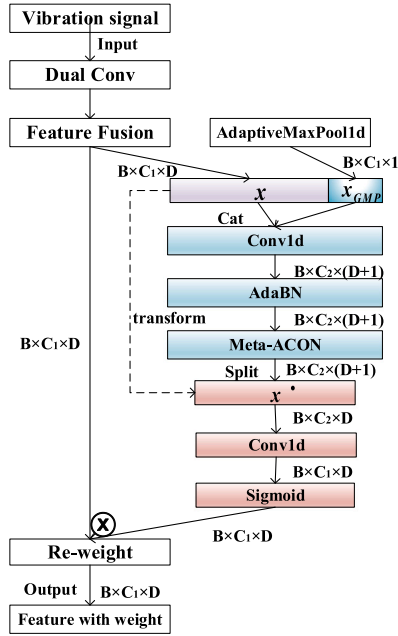 Vibration signal
Input
Dual Conv
Feature Fusion
AdaptiveMaxPool1d
B×C₁×D
B×C₁×1
x
x_GMP
Cat
Conv1d
B×C₂×(D+1)
AdaBN
B×C₂×(D+1)
transform
Meta-ACON
B×C₁×D
Split
B×C₂×(D+1)
x •
B×C₂×D
Conv1d
B×C₁×D
Sigmoid
X
B×C₁×D
Re-weight
Output
B×C₁×D
Feature with weight